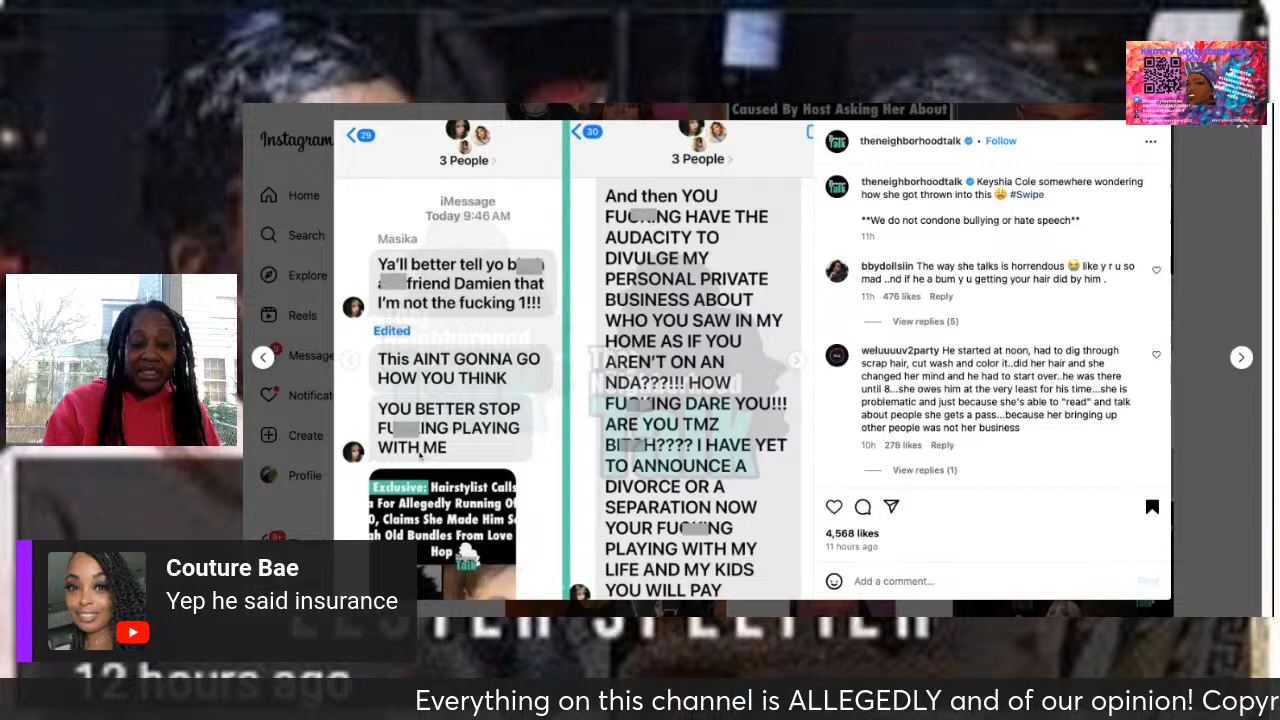 Caused By Host Asking Her About
Instagram
Home
Search
Explore
Reels
Message
Notificat
Create
Profile
29
3 People
iMessage
Today 9:46 AM
Masika
Ya'll better tell yo b
a friend Damien that
I'm not the fucking 1!!!
Edited
This AINT GONNA GO
HOW YOU THINK
YOU BETTER STOP
FU ING PLAYING
WITH ME
Exclusive: Hairstylist Calls
a For Allegedly Running Of
0, Claims She Made Him Se
gh Old Bundles From Love
Hop
Talk
30
3 People
And then YOU
FU NG HAVE THE
AUDACITY TO
DIVULGE MY
PERSONAL PRIVATE
BUSINESS ABOUT
WHO YOU SAW IN MY
HOME AS IF YOU
AREN'T ON AN
NDA???!!! HOW
FU ING DARE YOU!!!
ARE YOU TMZ
BI H???? I HAVE YET
TO ANNOUNCE A
DIVORCE OR A
SEPARATION NOW
YOUR FU NG
PLAYING WITH MY
LIFE AND MY KIDS
YOU WILL PAY
theneighborhoodtalk • Follow
theneighborhoodtalk Keyshia Cole somewhere wondering
how she got thrown into this 😩 #Swipe
**We do not condone bullying or hate speech**
11h
bbydollsiin The way she talks is horrendous 😭 like y r u so
mad ..nd if he a bum y u getting your hair did by him .
11h 476 likes Reply
View replies (5)
weluuuuv2party He started at noon, had to dig through
scrap hair, cut wash and color it..did her hair and she
changed her mind and he had to start over..he was there
until 8...she owes him at the very least for his time...she is
problematic and just because she's able to "read" and talk
about people she gets a pass...because her bringing up
other people was not her business
10h 278 likes Reply
View replies (1)
4,568 likes
11 hours ago
Add a comment...
Post
Couture Bae
Yep he said insurance
12 hours ago
Everything on this channel is ALLEGEDLY and of our opinion! Copyr